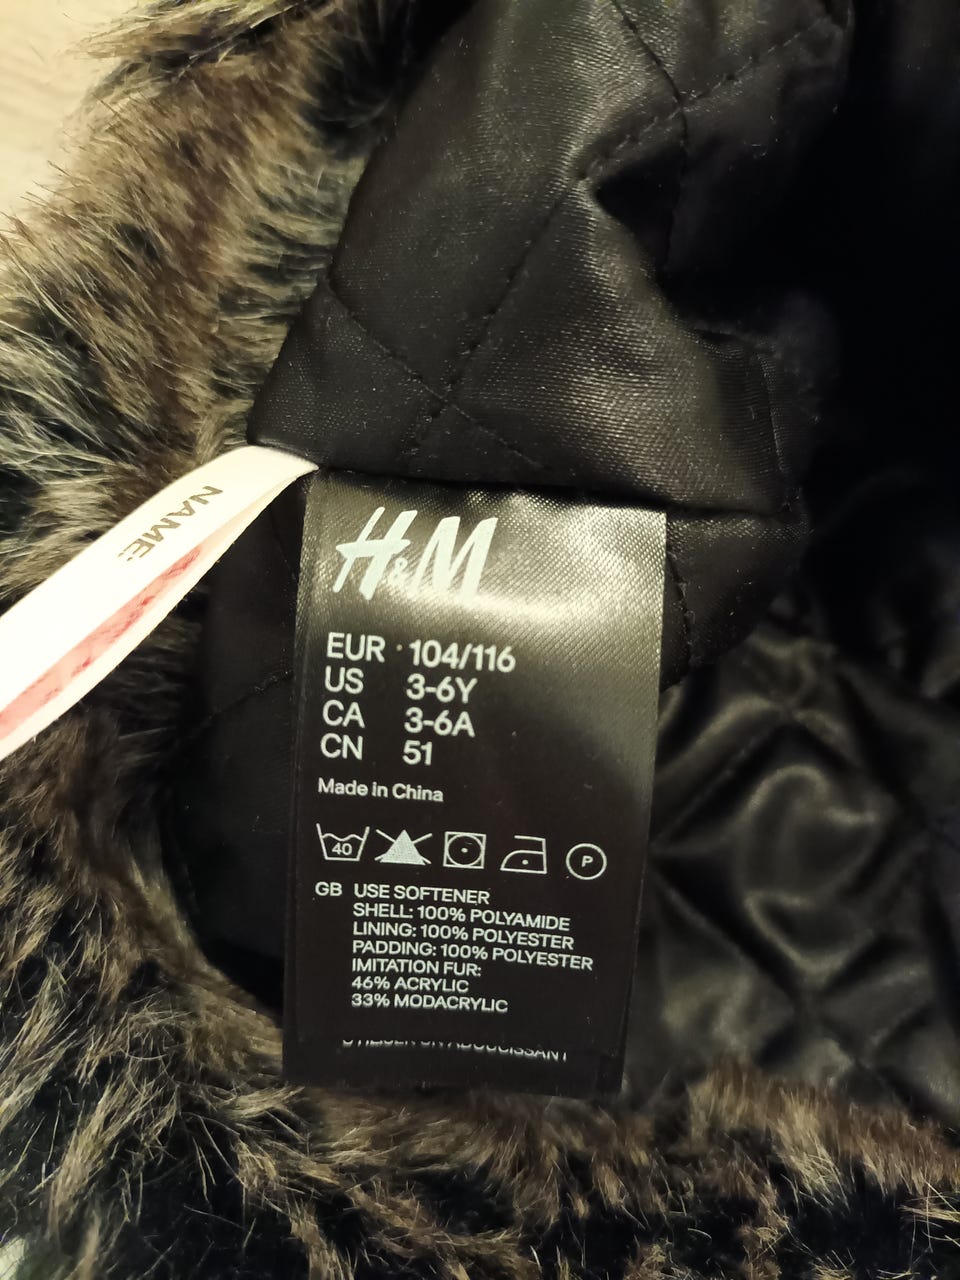 NAME:
H&M
EUR 104/116
US 3-6Y
CA 3-6A
CN 51
Made in China
40 P
GB USE SOFTENER
SHELL: 100% POLYAMIDE
LINING: 100% POLYESTER
PADDING: 100% POLYESTER
IMITATION FUR:
46% ACRYLIC
33% MODACRYLIC